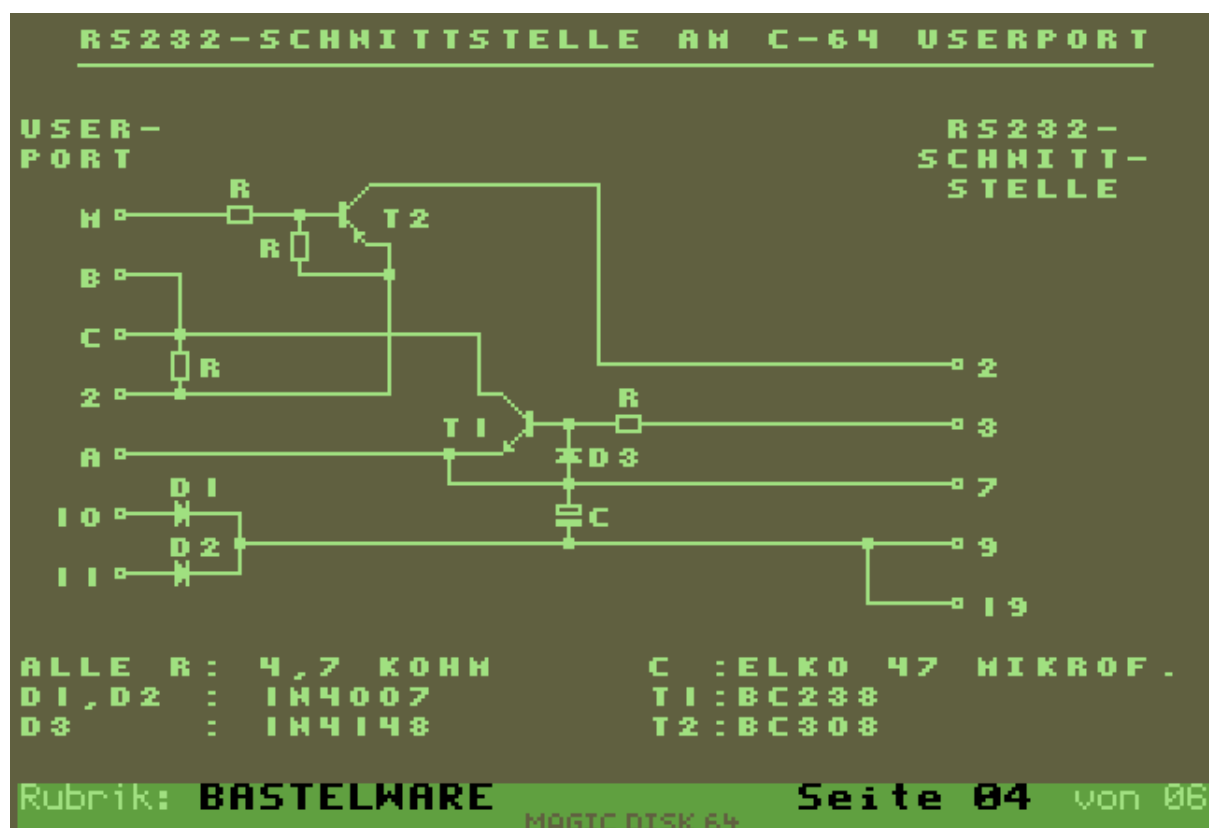 RS232-SCHNITTSTELLE AM C-64 USERPORT
USER-
PORT
RS232-
SCHNITT-
STELLE
R
M
T2
R
B
C
R
2
2
R
T1
3
A
D3
D1
7
10
C
D2
9
11
19
ALLE R: 4,7 KOHM
C :ELKO 47 MIKROF.
D1,D2 : 1N4007
T1:BC238
D3 : 1N4148
T2:BC308
Rubrik: BASTELWARE Seite 04 von 06
MAGIC DISK 64